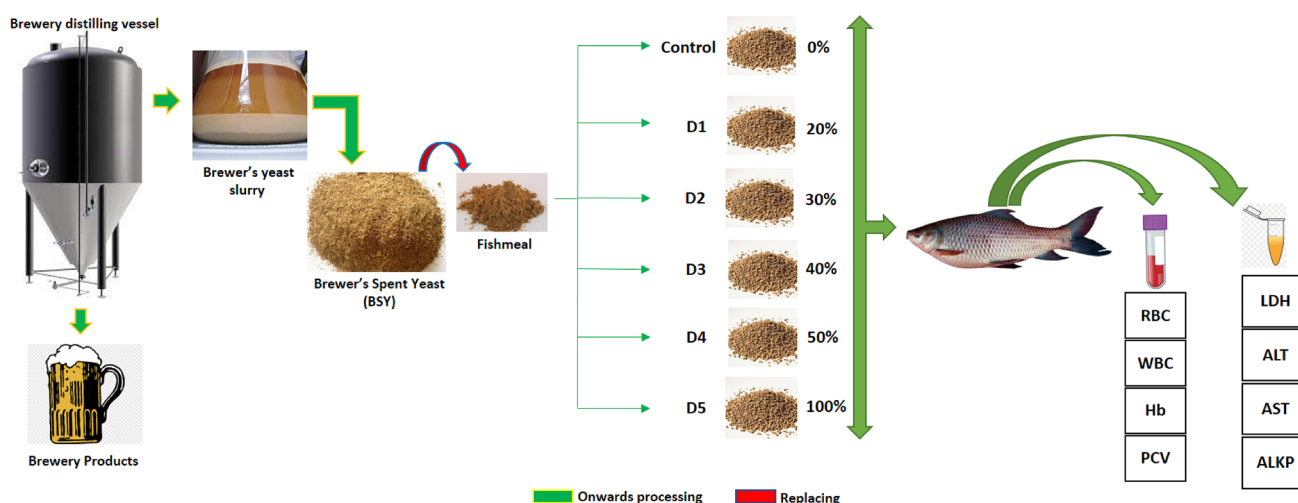 Brewery distilling vessel
Brewer's yeast
slurry
Brewer's Spent Yeast
(BSY)
Fishmeal
Brewery Products
Control 0%
D1 20%
D2 30%
D3 40%
D4 50%
D5 100%
RBC
WBC
Hb
PCV
LDH
ALT
AST
ALKP
Onwards processing
Replacing